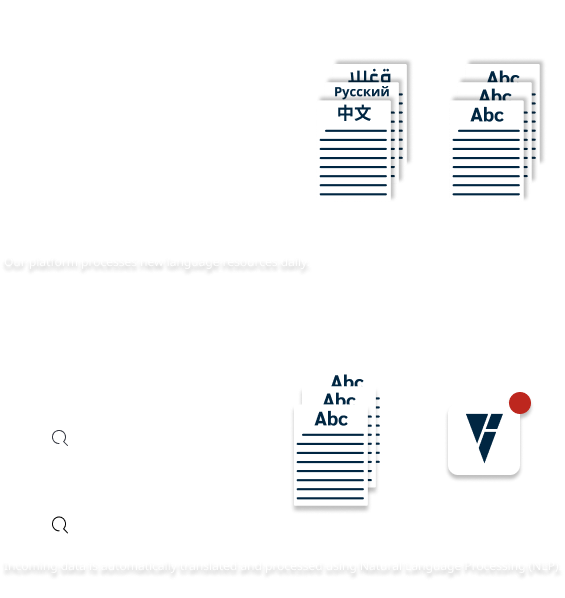 Русский
中文
Abc
Abc
Abc
Our platform processes new language resources daily.
Abc
Abc
Abc
Incoming data is automatically translated and processed using Natural Language Processing (NLP).